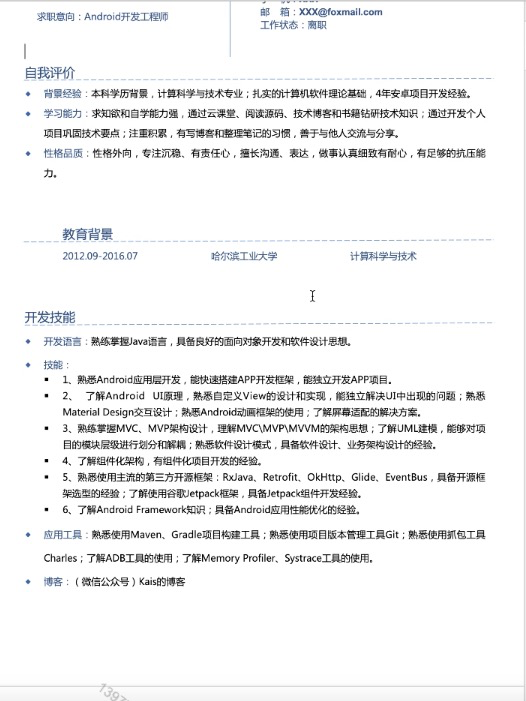 求职意向：Android开发工程师
邮 箱：XXX@foxmail.com
工作状态：离职
自我评价
背景经验：本科学历背景，计算科学与技术专业；扎实的计算机软件理论基础，4年安卓项目开发经验。
学习能力：求知欲和自学能力强，通过云课堂、阅读源码、技术博客和书籍钻研技术知识；通过开发个人
项目巩固技术要点；注重积累，有写博客和整理笔记的习惯，善于与他人交流与分享。
性格品质：性格外向，专注沉稳、有责任心，擅长沟通、表达，做事认真细致有耐心，有足够的抗压能
力。
教育背景
2012.09-2016.07 哈尔滨工业大学 计算科学与技术
开发技能
开发语言：熟练掌握Java语言，具备良好的面向对象开发和软件设计思想。
技能：
1、熟悉Android应用层开发，能快速搭建APP开发框架，能独立开发APP项目。
2、 了解Android UI原理，熟悉自定义View的设计和实现，能独立解决UI中出现的问题；熟悉
Material Design交互设计；熟悉Android动画框架的使用；了解屏幕适配的解决方案。
3、熟练掌握MVC、MVP架构设计，理解MVC\MVP\MVVM的架构思想；了解UML建模，能够对项
目的模块层级进行划分和解耦；熟悉软件设计模式，具备软件设计、业务架构设计的经验。
4、了解组件化架构，有组件化项目开发的经验。
5、熟悉使用主流的第三方开源框架：RxJava、Retrofit、OkHttp、Glide、EventBus，具备开源框
架选型的经验；了解使用谷歌Jetpack框架，具备Jetpack组件开发经验。
6、了解Android Framework知识；具备Android应用性能优化的经验。
应用工具：熟悉使用Maven、Gradle项目构建工具；熟悉使用项目版本管理工具Git；熟悉使用抓包工具
Charles；了解ADB工具的使用；了解Memory Profiler、Systrace工具的使用。
博客：（微信公众号）Kais的博客